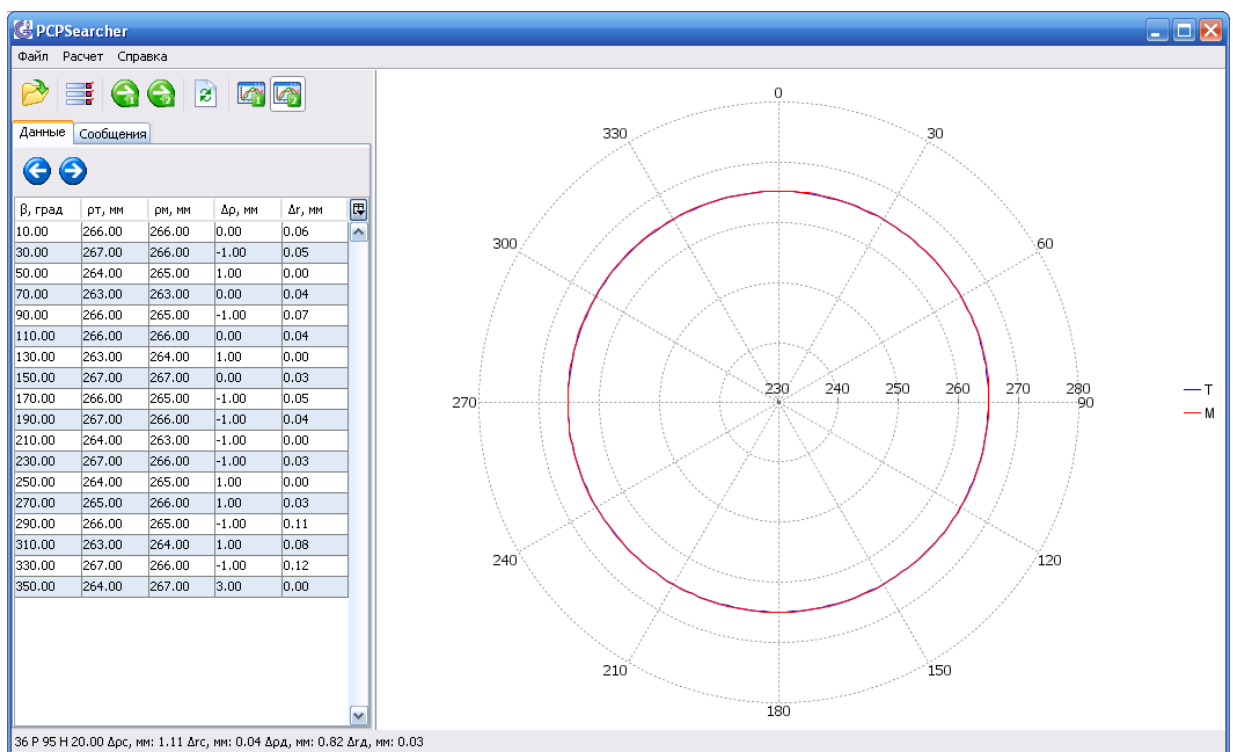 PCPSearcher
Файл Расчет Справка
Данные Сообщения
β, град ρт, мм ρм, мм Δρ, мм Δr, мм
10.00 266.00 266.00 0.00 0.06
30.00 267.00 266.00 -1.00 0.05
50.00 264.00 265.00 1.00 0.00
70.00 263.00 263.00 0.00 0.04
90.00 266.00 265.00 -1.00 0.07
110.00 266.00 266.00 0.00 0.04
130.00 263.00 264.00 1.00 0.00
150.00 267.00 267.00 0.00 0.03
170.00 266.00 265.00 -1.00 0.05
190.00 267.00 266.00 -1.00 0.04
210.00 264.00 263.00 -1.00 0.00
230.00 267.00 266.00 -1.00 0.03
250.00 264.00 265.00 1.00 0.00
270.00 265.00 266.00 1.00 0.03
290.00 266.00 265.00 -1.00 0.11
310.00 263.00 264.00 1.00 0.08
330.00 267.00 266.00 -1.00 0.12
350.00 264.00 267.00 3.00 0.00
0
330 30
300 60
230 240 250 260 270 280
270 90
240 120
210 150
180
T
M
36 P 95 H 20.00 Δρс, мм: 1.11 Δrс, мм: 0.04 Δρд, мм: 0.82 Δrд, мм: 0.03